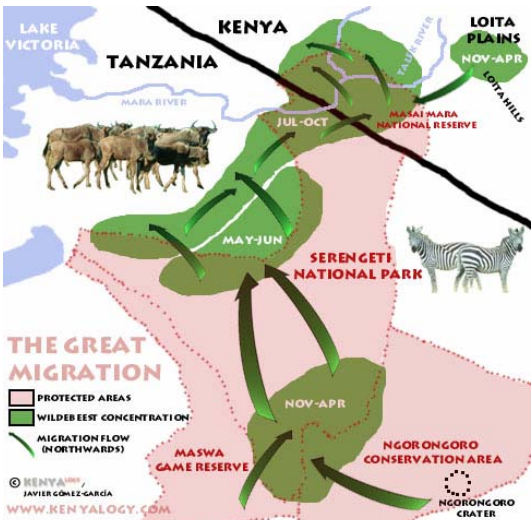 LAKE
VICTORIA
KENYA
LOITA
PLAINS
NOV-APR
LOITA HILLS
TANZANIA
TALEK RIVER
MARA RIVER
JUL-OCT
MASAI MARA
NATIONAL RESERVE
MAY-JUN
SERENGETI
NATIONAL PARK
THE GREAT
MIGRATION
PROTECTED AREAS
WILDEBEEST CONCENTRATION
MIGRATION FLOW
(NORTHWARDS)
NOV-APR
MASWA
GAME RESERVE
NGORONGORO
CONSERVATION AREA
NGORONGORO
CRATER
© KENYALOGY
JAVIER GÓMEZ-GARCÍA
WWW.KENYALOGY.COM